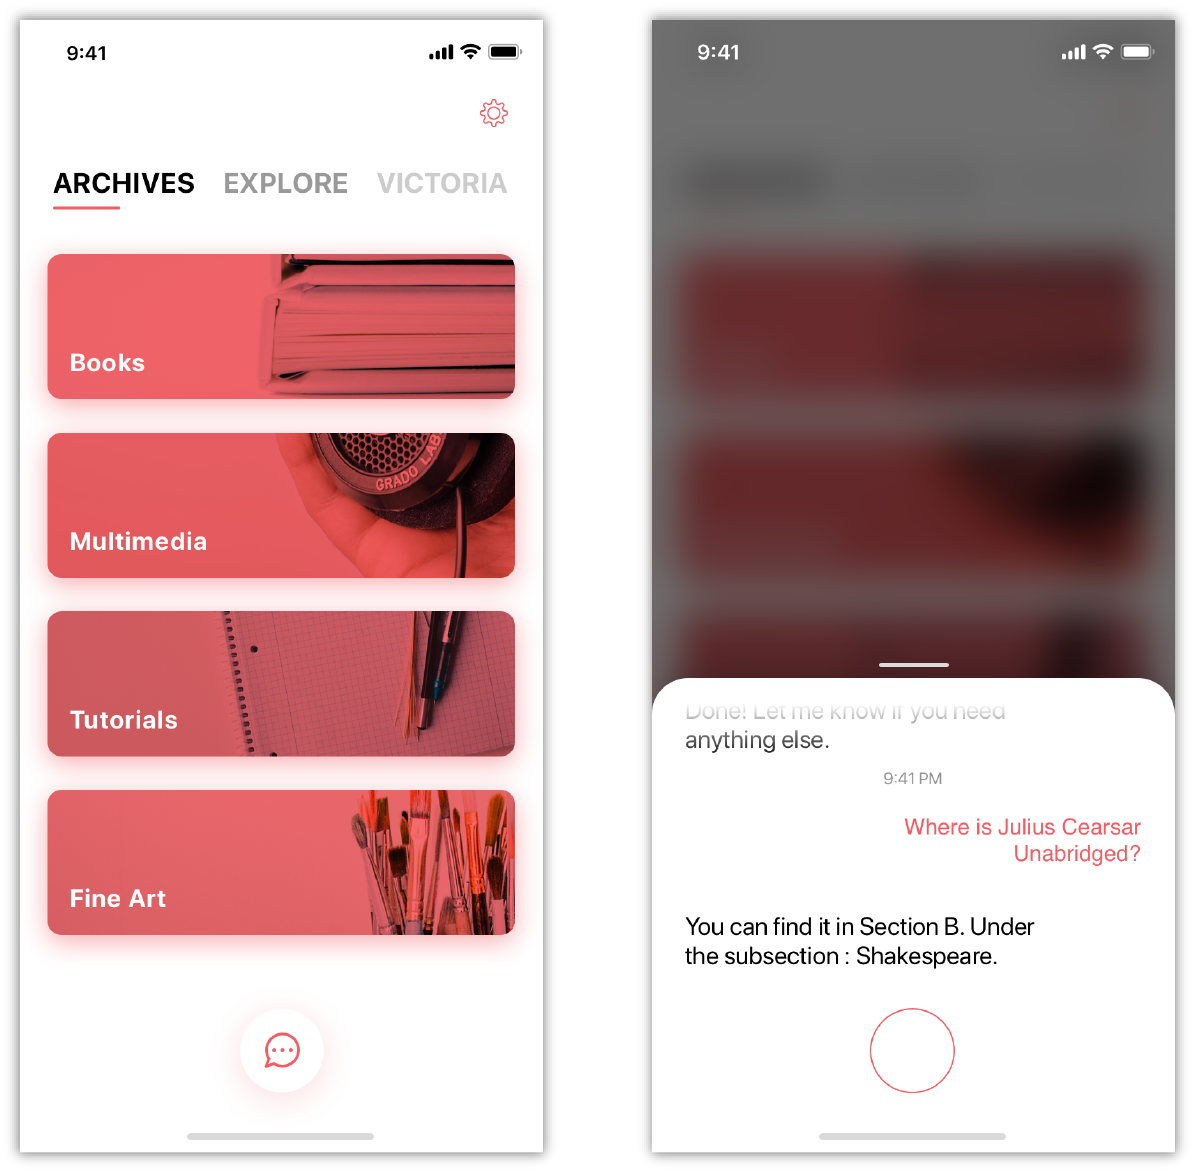 9:41
ARCHIVES EXPLORE VICTORIA
Books
GRADO LAB
Multimedia
Tutorials
Fine Art
9:41
Done! Let me know if you need
anything else.
9:41 PM
Where is Julius Cearsar
Unabridged?
You can find it in Section B. Under
the subsection : Shakespeare.